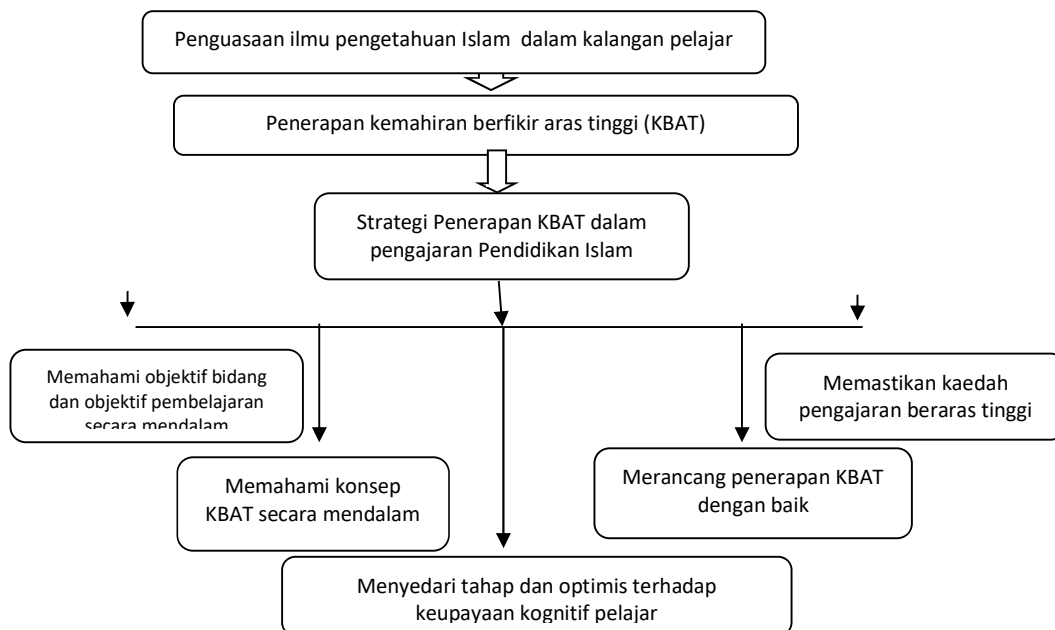 Penguasaan ilmu pengetahuan Islam dalam kalangan pelajar
Penerapan kemahiran berfikir aras tinggi (KBAT)
Strategi Penerapan KBAT dalam
pengajaran Pendidikan Islam
Memahami objektif bidang
dan objektif pembelajaran
secara mendalam
Memahami konsep
KBAT secara mendalam
Menyedari tahap dan optimis terhadap
keupayaan kognitif pelajar
Merancang penerapan KBAT
dengan baik
Memastikan kaedah
pengajaran beraras tinggi